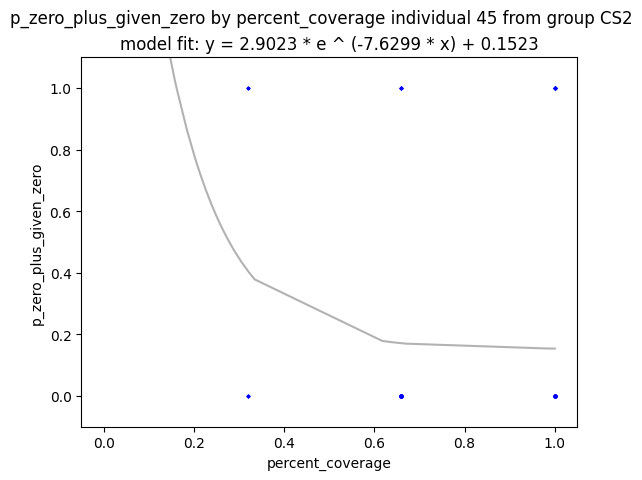 p_zero_plus_given_zero by percent_coverage individual 45 from group CS2
model fit: y = 2.9023 * e ^ (-7.6299 * x) + 0.1523
1.0
0.8
0.6
0.4
0.2
0.0
p_zero_plus_given_zero
0.0 0.2 0.4 0.6 0.8 1.0
percent_coverage